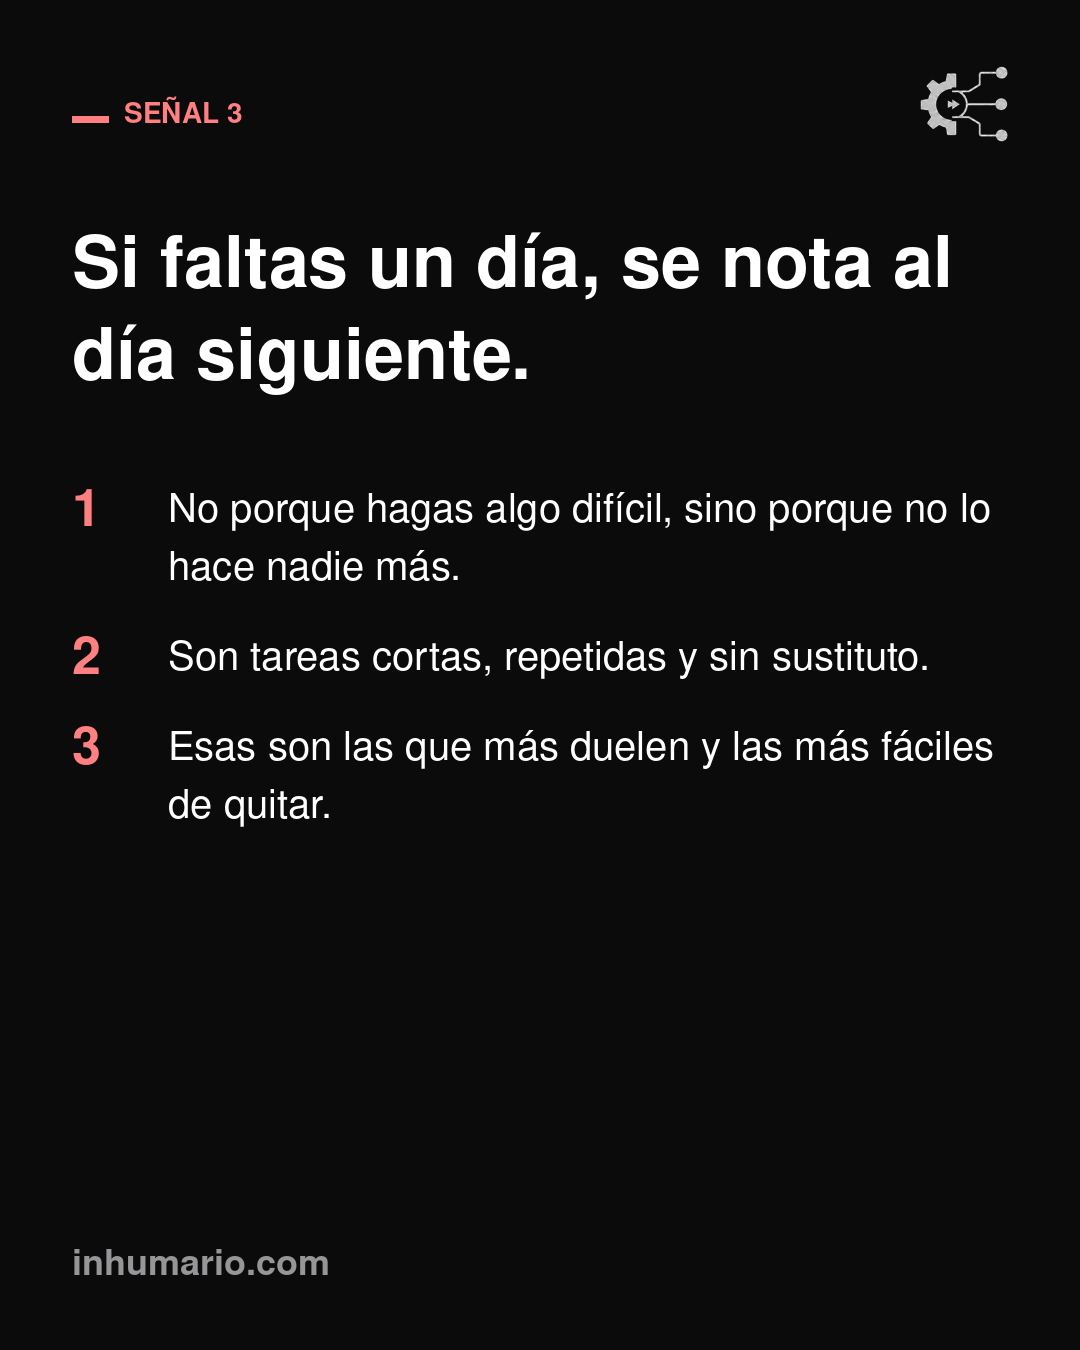 SEÑAL 3
Si faltas un día, se nota al
día siguiente.
1 No porque hagas algo difícil, sino porque no lo
hace nadie más.
2 Son tareas cortas, repetidas y sin sustituto.
3 Esas son las que más duelen y las más fáciles
de quitar.
inhumario.com